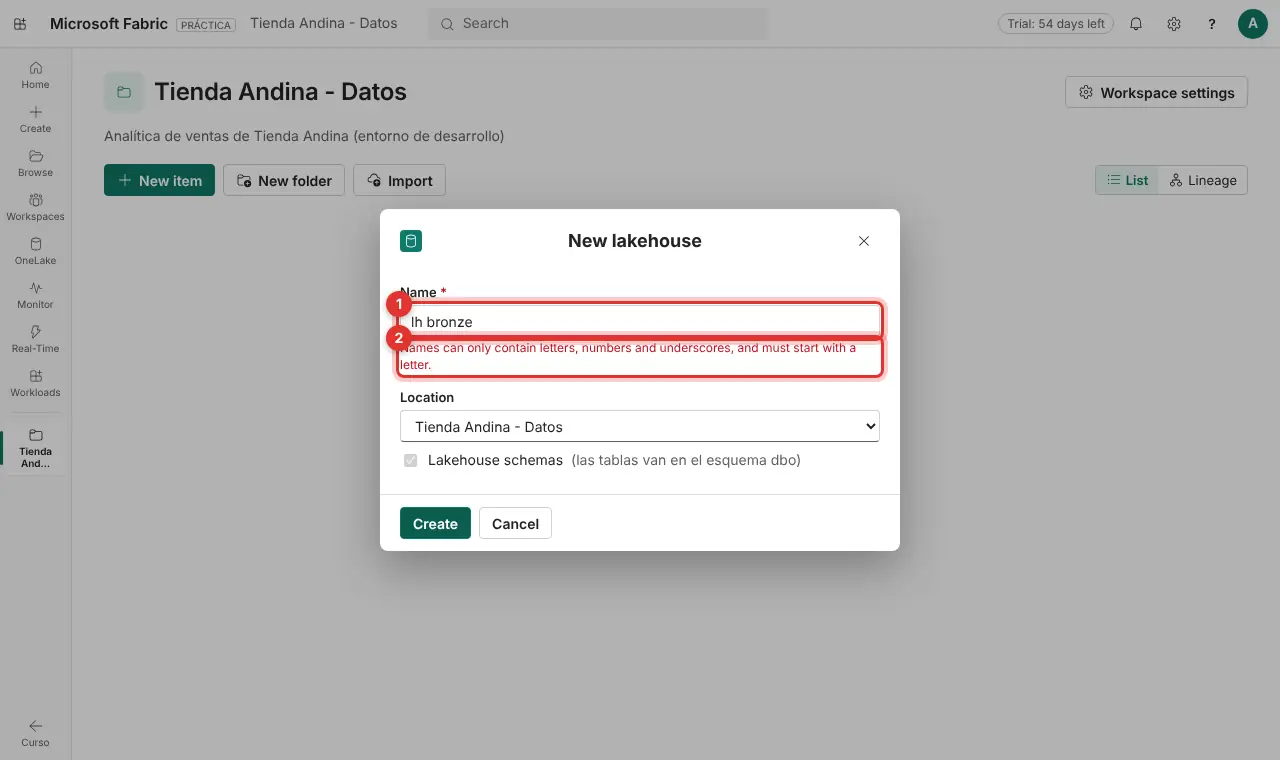 Microsoft Fabric PRÁCTICA Tienda Andina - Datos Search Trial: 54 days left ? A
Home
Create
Browse
Workspaces
OneLake
Monitor
Real-Time
Workloads
Tienda
And...
Curso
Tienda Andina - Datos
Workspace settings
Analítica de ventas de Tienda Andina (entorno de desarrollo)
New item New folder Import List Lineage
New lakehouse
Name *
1
lh bronze
2
Names can only contain letters, numbers and underscores, and must start with a
letter.
Location
Tienda Andina - Datos
Lakehouse schemas (las tablas van en el esquema dbo)
Create Cancel